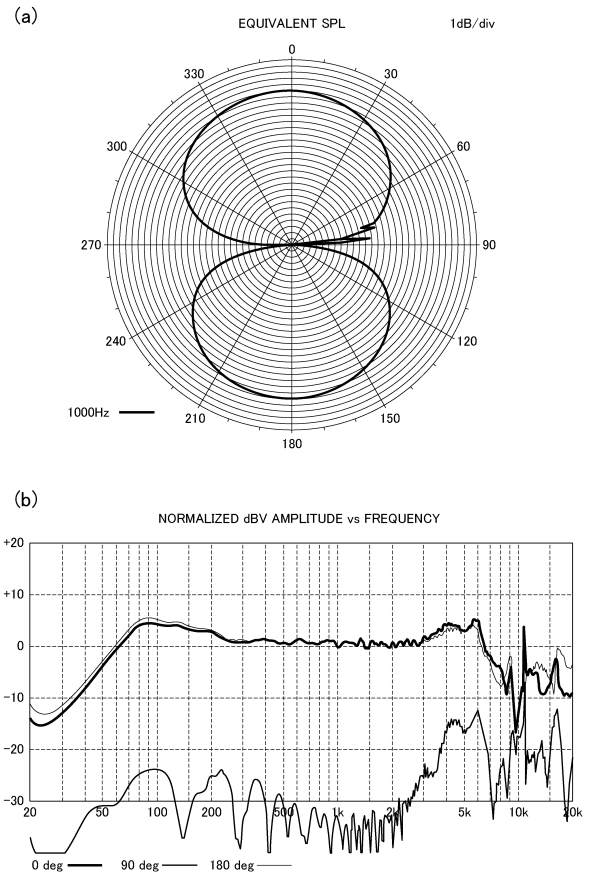 (a)
EQUIVALENT SPL 1dB/div
0
330 30
300 60
270 90
240 120
210 150
180
1000Hz
(b)
NORMALIZED dBV AMPLITUDE vs FREQUENCY
+20
+10
0
-10
-20
-30
20 50 100 200 500 1k 5k 10k 20k
0 deg 90 deg 180 deg